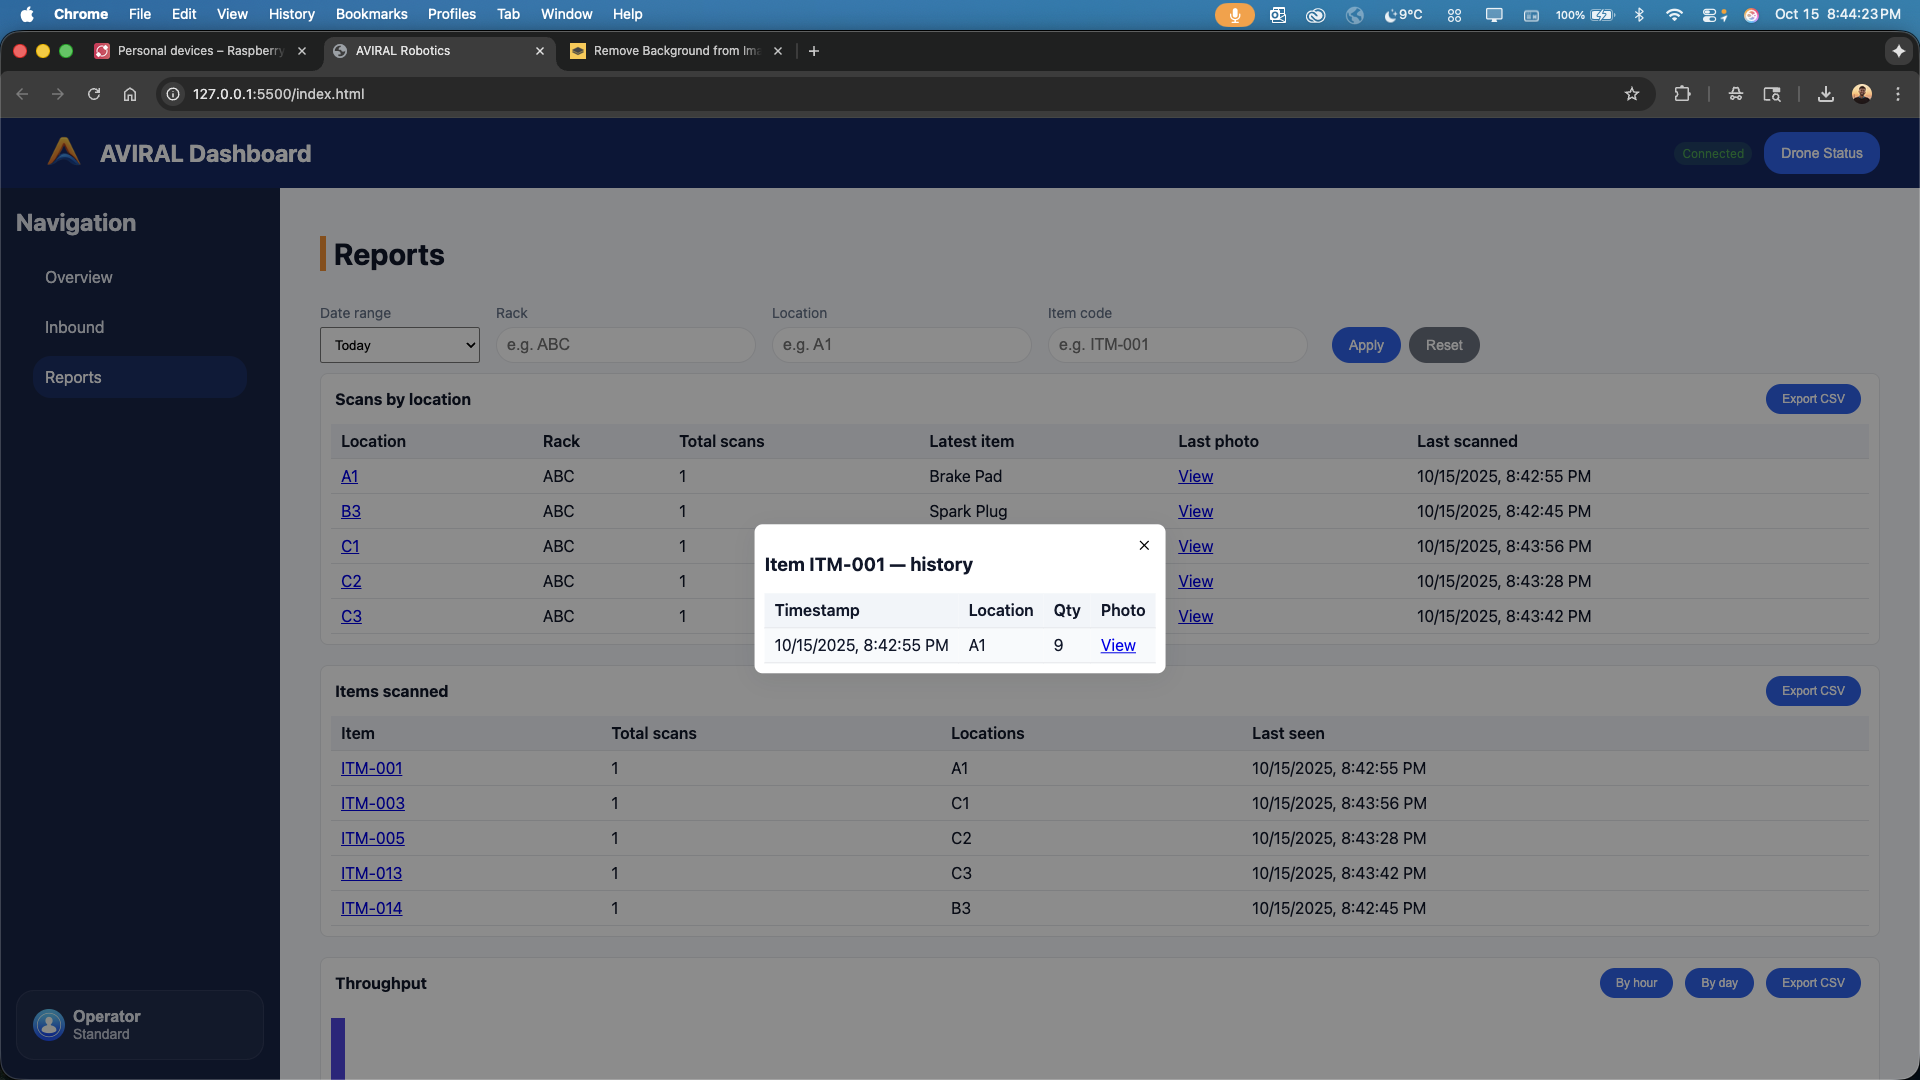 Chrome File Edit View History Bookmarks Profiles Tab Window Help 9°C 100% Oct 15 8:44:23 PM
Personal devices – Raspberry AVIRAL Robotics Remove Background from Ima
127.0.0.1:5500/index.html
AVIRAL Dashboard Connected Drone Status
Navigation
Overview
Inbound
Reports
Operator
Standard
Reports
Date range Rack Location Item code
Today e.g. ABC e.g. A1 e.g. ITM-001 Apply Reset
Scans by location Export CSV
Location Rack Total scans Latest item Last photo Last scanned
A1 ABC 1 Brake Pad View 10/15/2025, 8:42:55 PM
B3 ABC 1 Spark Plug View 10/15/2025, 8:42:45 PM
C1 ABC 1 View 10/15/2025, 8:43:56 PM
C2 ABC 1 View 10/15/2025, 8:43:28 PM
C3 ABC 1 View 10/15/2025, 8:43:42 PM
Item ITM-001 — history
Timestamp Location Qty Photo
10/15/2025, 8:42:55 PM A1 9 View
Items scanned Export CSV
Item Total scans Locations Last seen
ITM-001 1 A1 10/15/2025, 8:42:55 PM
ITM-003 1 C1 10/15/2025, 8:43:56 PM
ITM-005 1 C2 10/15/2025, 8:43:28 PM
ITM-013 1 C3 10/15/2025, 8:43:42 PM
ITM-014 1 B3 10/15/2025, 8:42:45 PM
Throughput By hour By day Export CSV